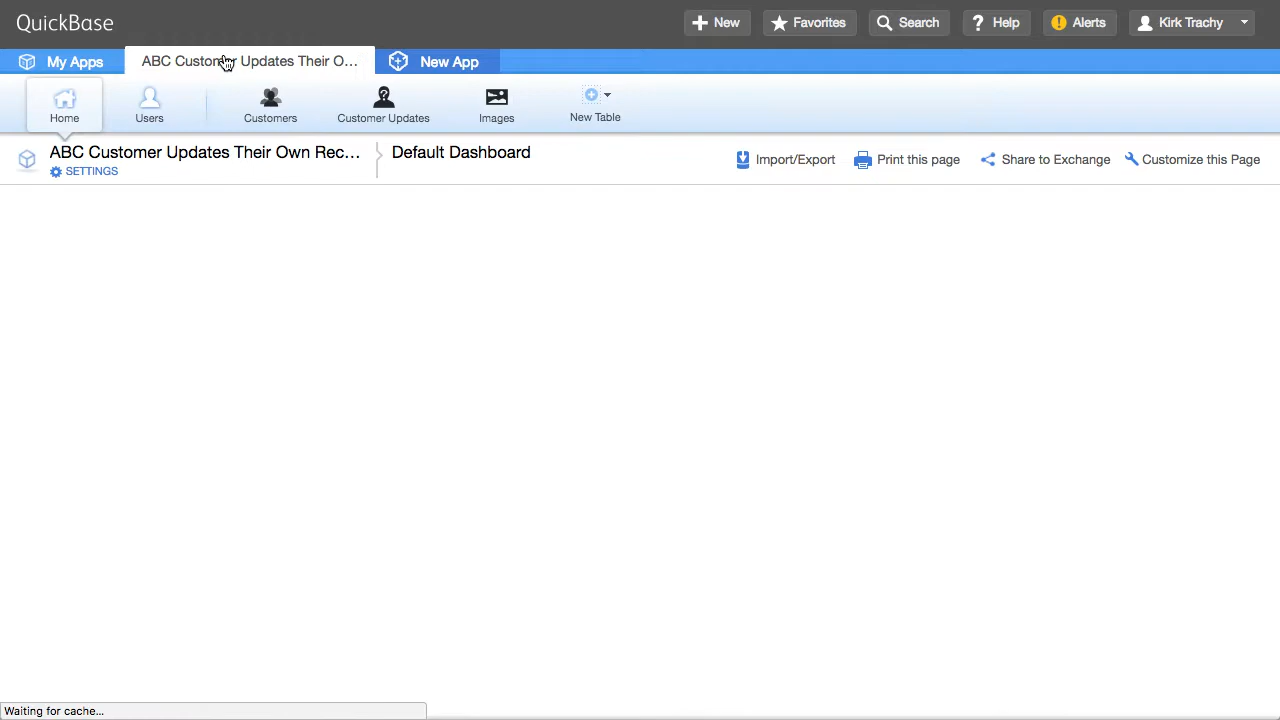 QuickBase
New
Favorites
Search
Help
Alerts
Kirk Trachy
My Apps
ABC Customer Updates Their O...
New App
Home
Users
Customers
Customer Updates
Images
New Table
ABC Customer Updates Their Own Rec...
Default Dashboard
SETTINGS
Import/Export
Print this page
Share to Exchange
Customize this Page
Waiting for cache...